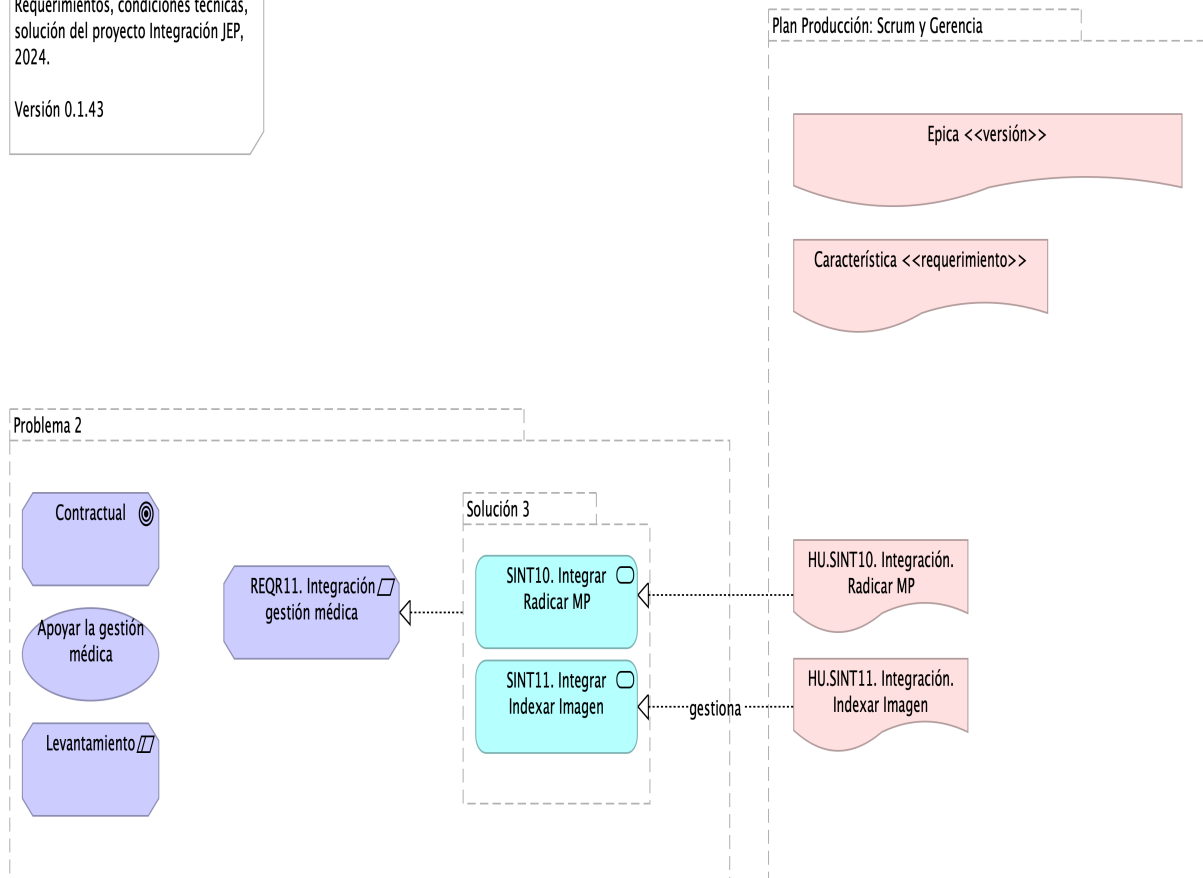 Requerimientos, condiciones técnicas,
solución del proyecto Integración JEP,
2024.
Versión 0.1.43
Plan Producción: Scrum y Gerencia
Epica <<versión>>
Característica <<requerimiento>>
Problema 2
Contractual
Apoyar la gestión
médica
Levantamiento
REQR11. Integración
gestión médica
Solución 3
SINT10. Integrar
Radicar MP
SINT11. Integrar
Indexar Imagen
gestiona
HU.SINT10. Integración.
Radicar MP
HU.SINT11. Integración.
Indexar Imagen